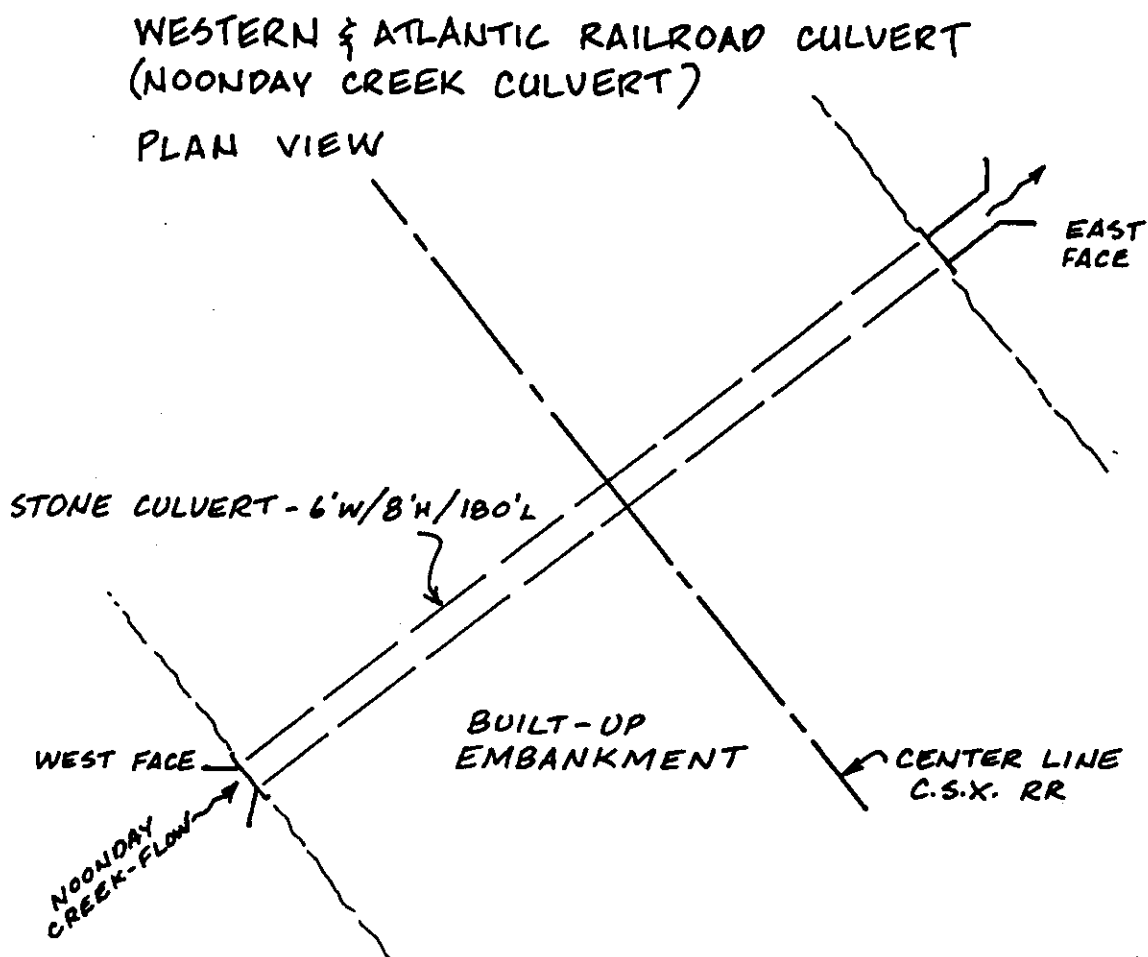 WESTERN & ATLANTIC RAILROAD CULVERT
(NOONDAY CREEK CULVERT)
PLAN VIEW
EAST
FACE
STONE CULVERT - 6'W/8'H/180'L
BUILT-UP
EMBANKMENT
WEST FACE
CENTER LINE
C.S.X. RR
NOONDAY
CREEK-FLOW